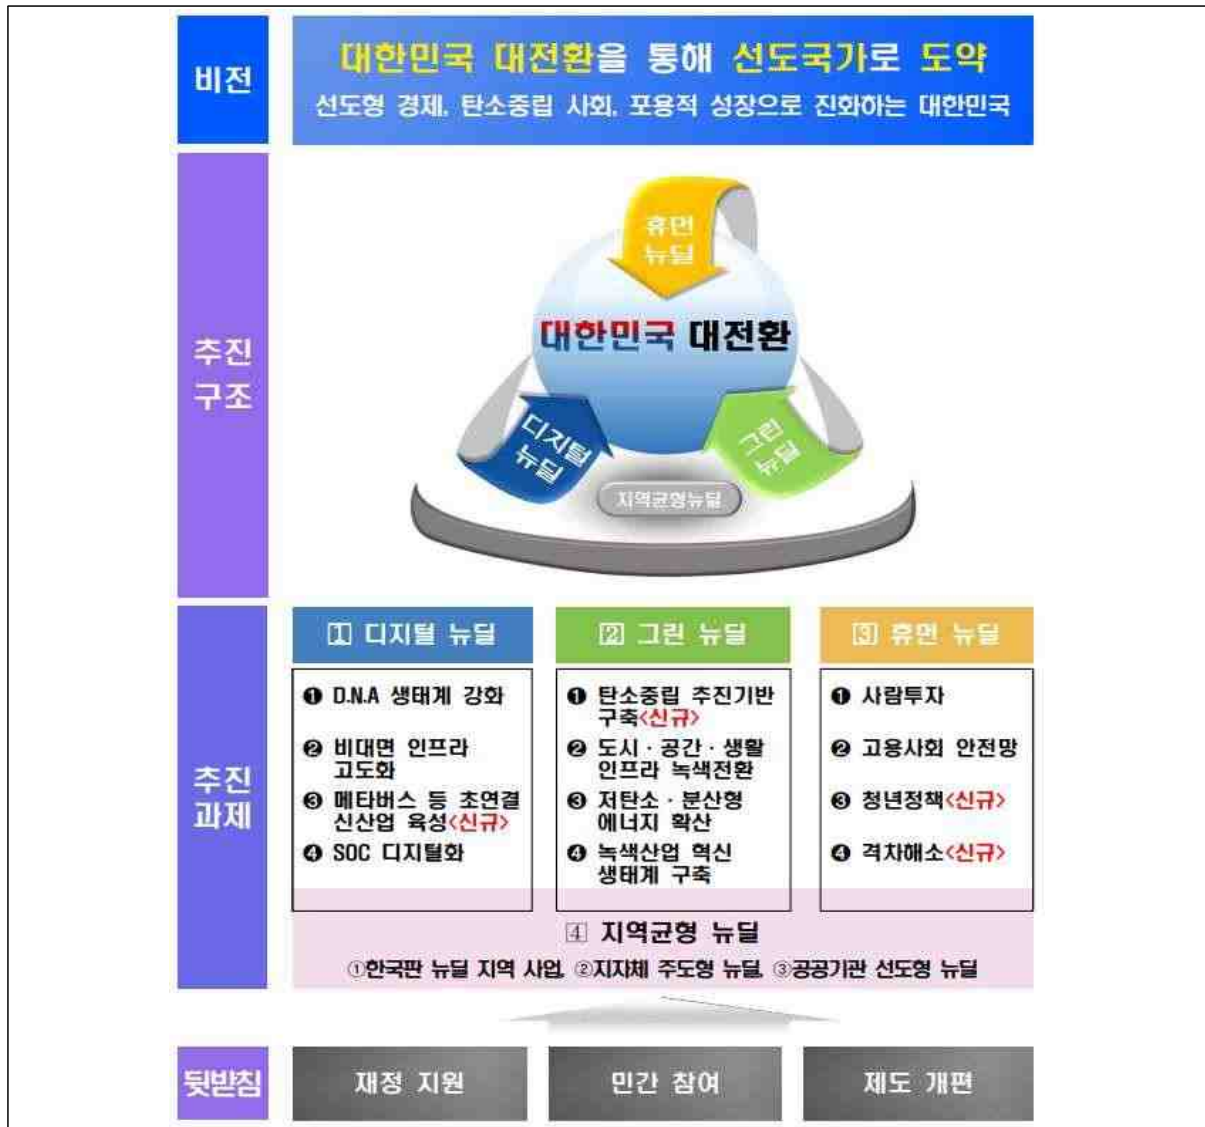 비전
대한민국 대전환을 통해 선도국가로 도약
선도형 경제, 탄소중립 사회, 포용적 성장으로 진화하는 대한민국
추진
구조
휴먼
뉴딜
대한민국 대전환
디지털
뉴딜
그린
뉴딜
지역균형뉴딜
추진
과제
1 디지털 뉴딜
❶ D.N.A 생태계 강화
❷ 비대면 인프라
고도화
❸ 메타버스 등 초연결
신산업 육성<신규>
❹ SOC 디지털화
2 그린 뉴딜
❶ 탄소중립 추진기반
구축<신규>
❷ 도시·공간·생활
인프라 녹색전환
❸ 저탄소·분산형
에너지 확산
❹ 녹색산업 혁신
생태계 구축
3 휴먼 뉴딜
❶ 사람투자
❷ 고용사회 안전망
❸ 청년정책<신규>
❹ 격차해소<신규>
4 지역균형 뉴딜
①한국판 뉴딜 지역 사업, ②지자체 주도형 뉴딜, ③공공기관 선도형 뉴딜
뒷받침
재정 지원
민간 참여
제도 개편